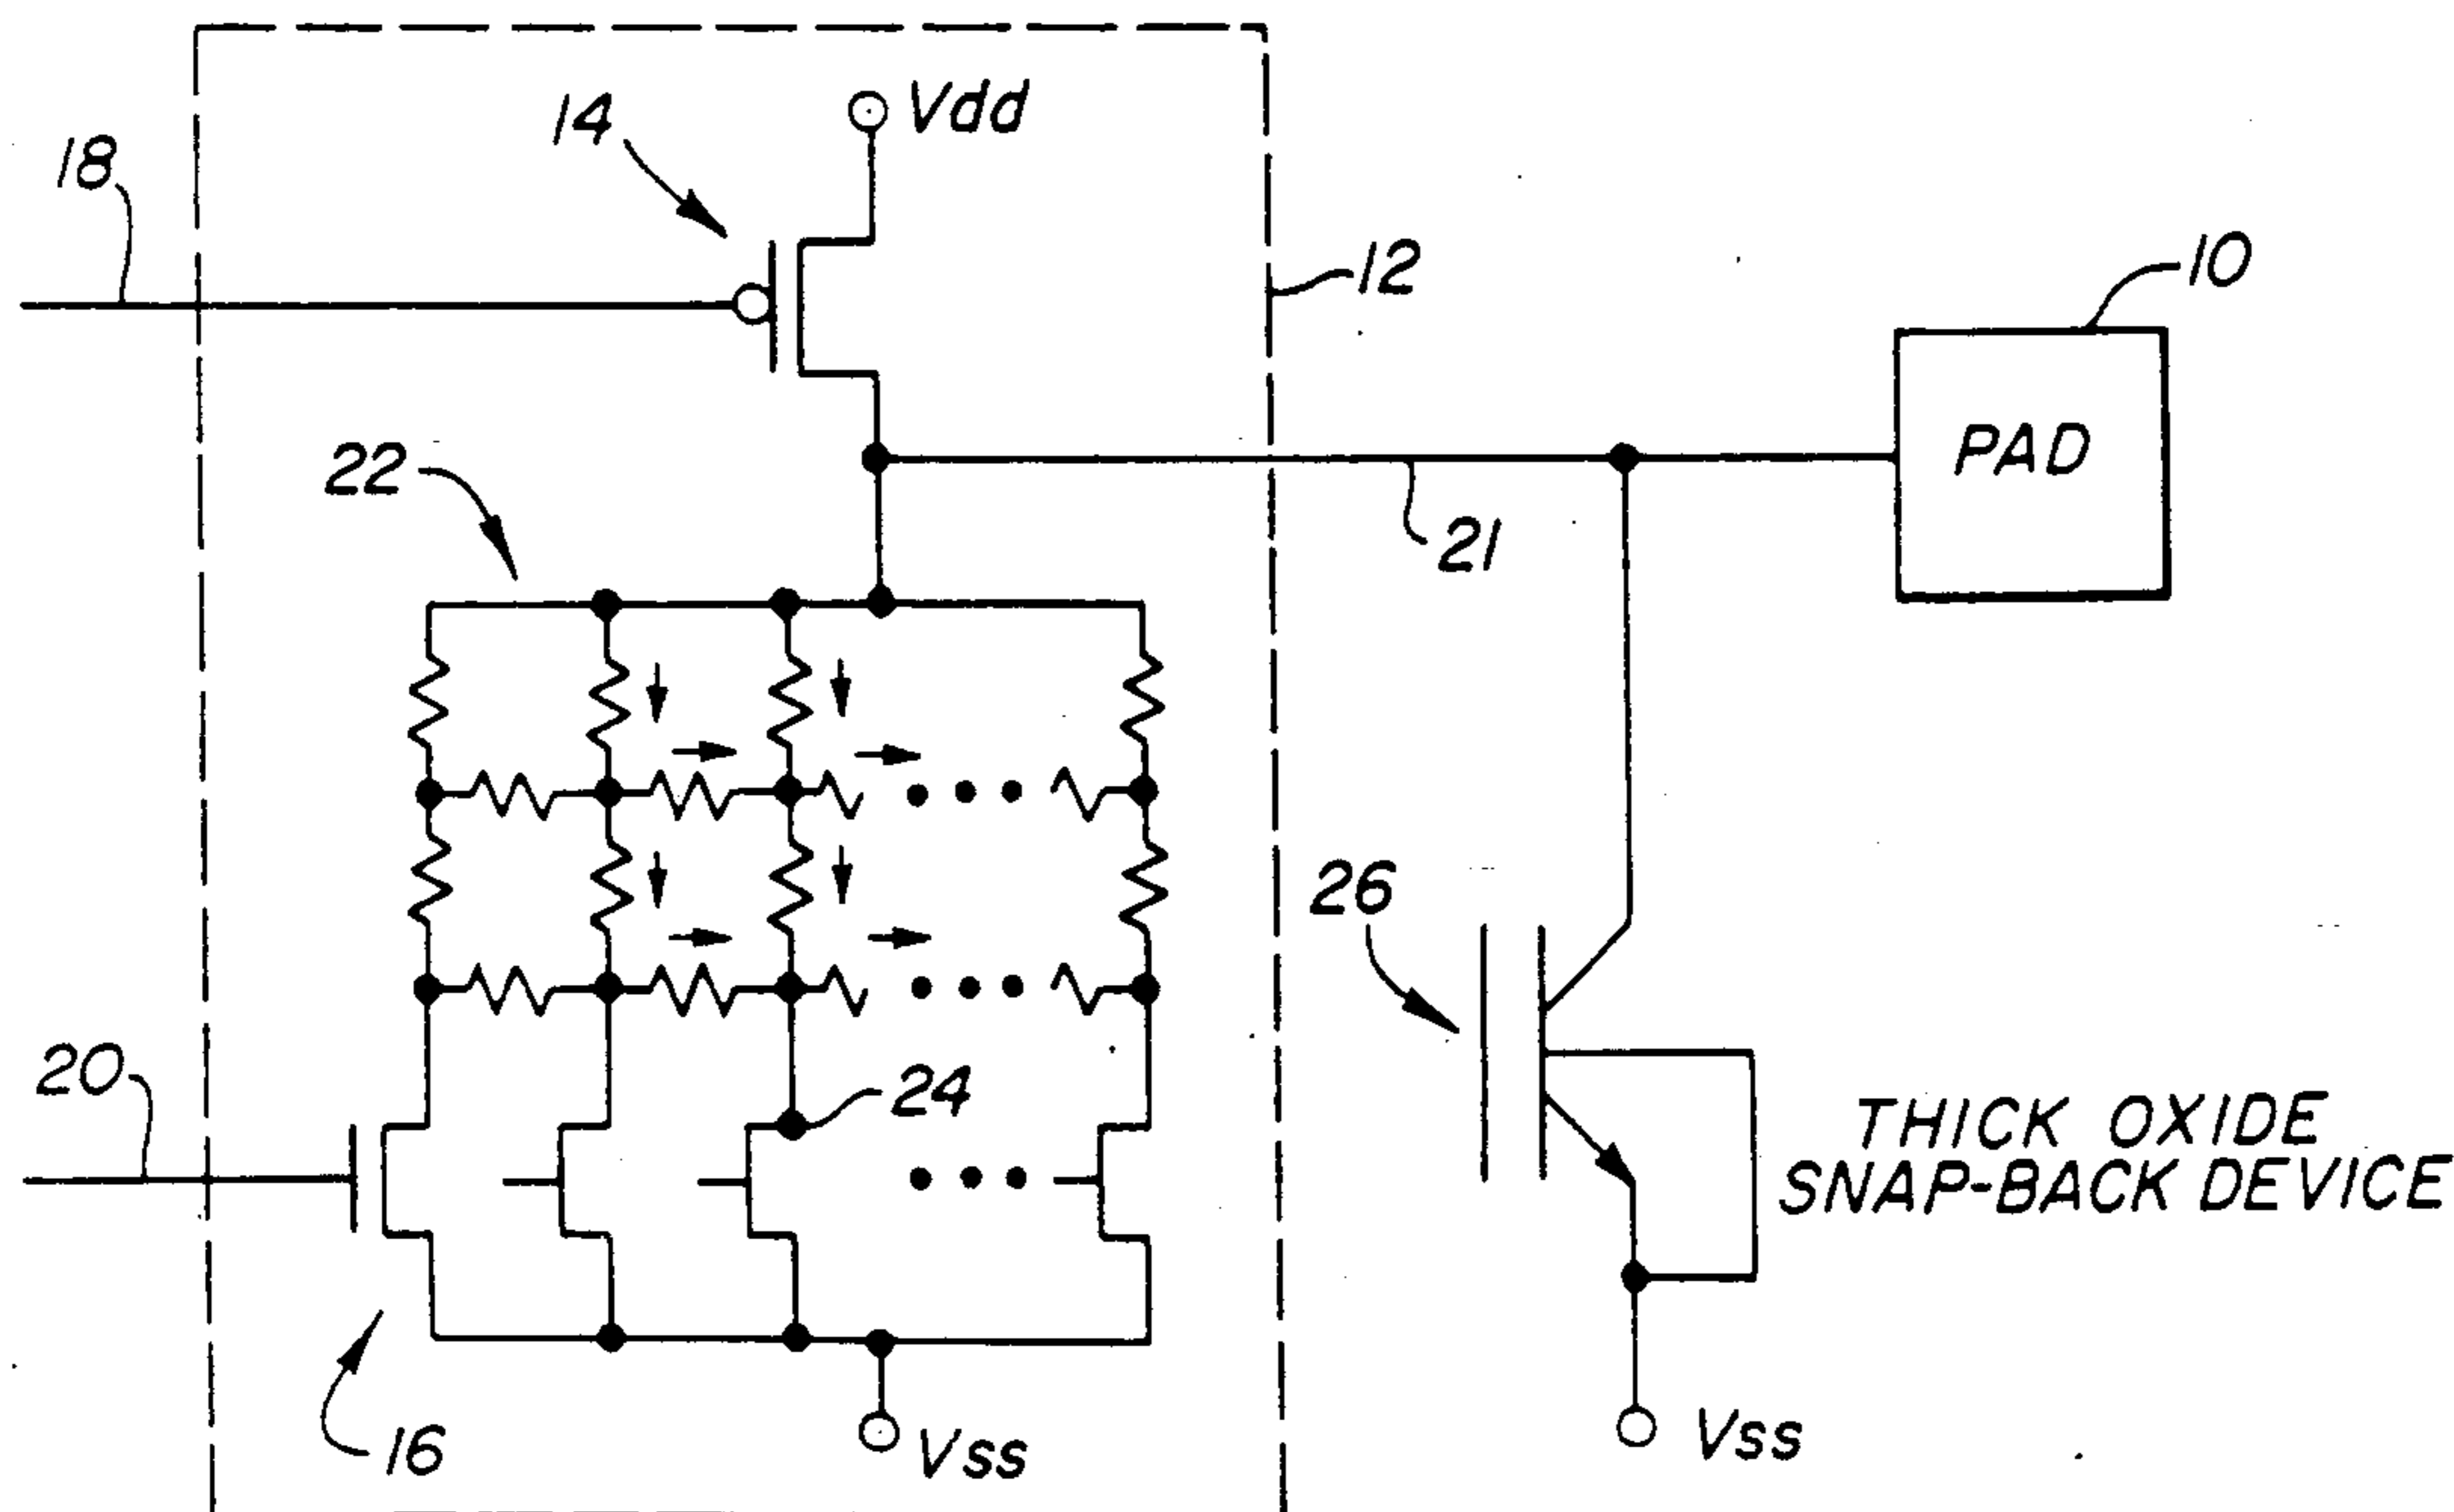 Vdd
14
18
12
10
PAD
22
21
26
20
24
THICK OXIDE
SNAP-BACK DEVICE
16
Vss
Vss